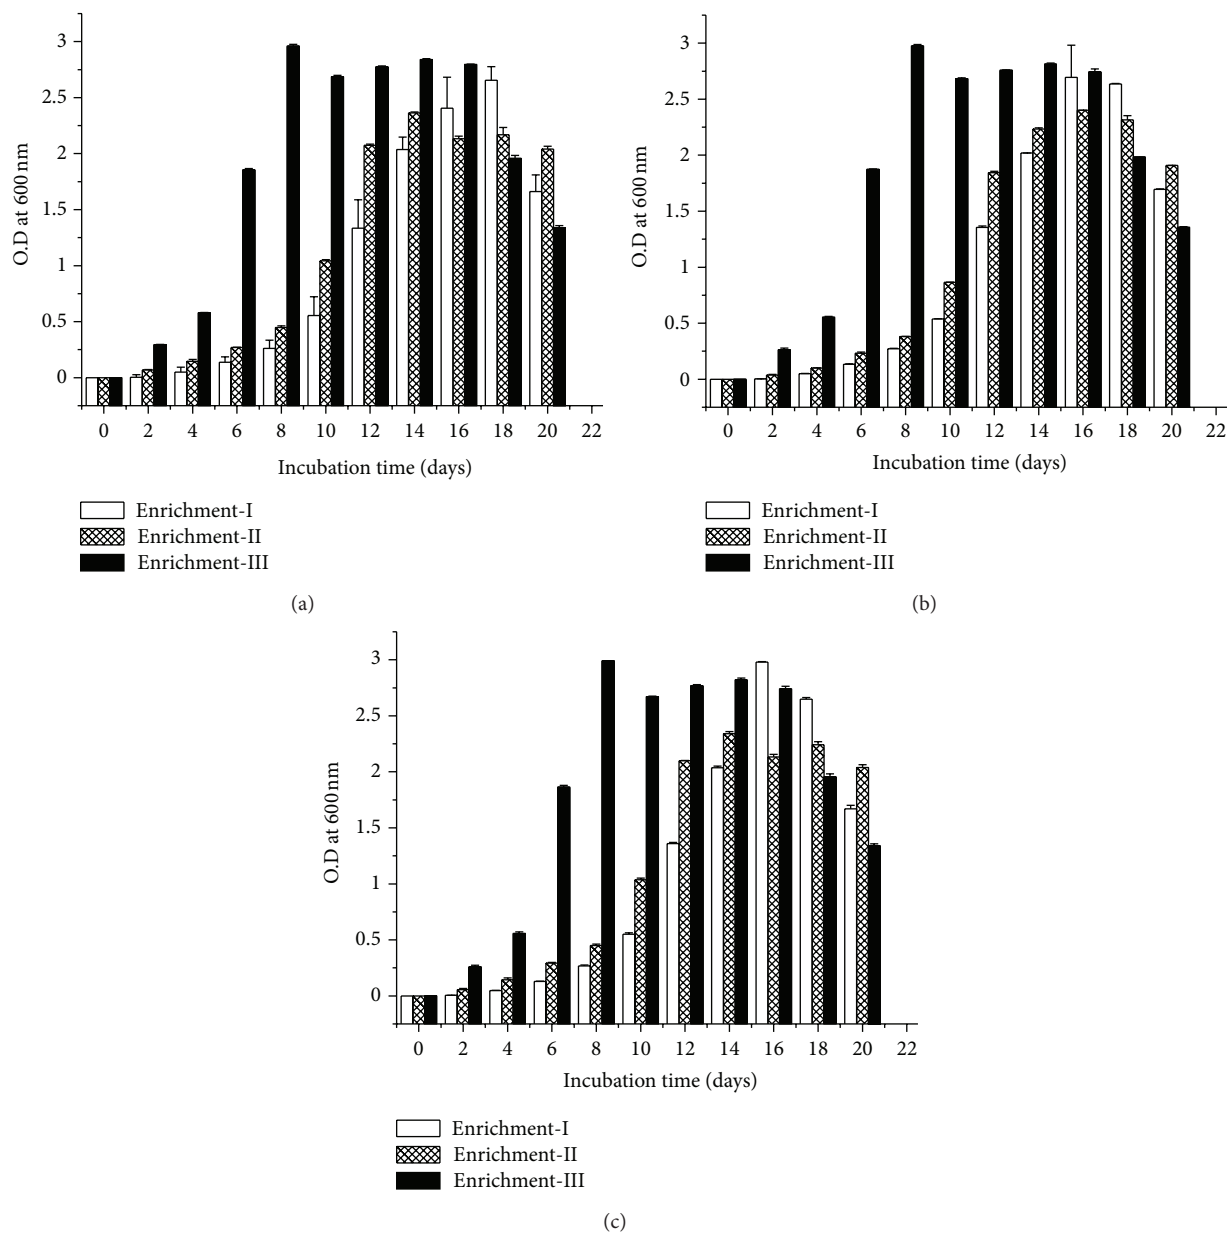 3
2.5
2
1.5
1
0.5
0
O.D at 600 nm
0 2 4 6 8 10 12 14 16 18 20 22
Incubation time (days)
Enrichment-I
Enrichment-II
Enrichment-III
(a)
3
2.5
2
1.5
1
0.5
0
O.D at 600 nm
0 2 4 6 8 10 12 14 16 18 20 22
Incubation time (days)
Enrichment-I
Enrichment-II
Enrichment-III
(b)
3
2.5
2
1.5
1
0.5
0
O.D at 600 nm
0 2 4 6 8 10 12 14 16 18 20 22
Incubation time (days)
Enrichment-I
Enrichment-II
Enrichment-III
(c)